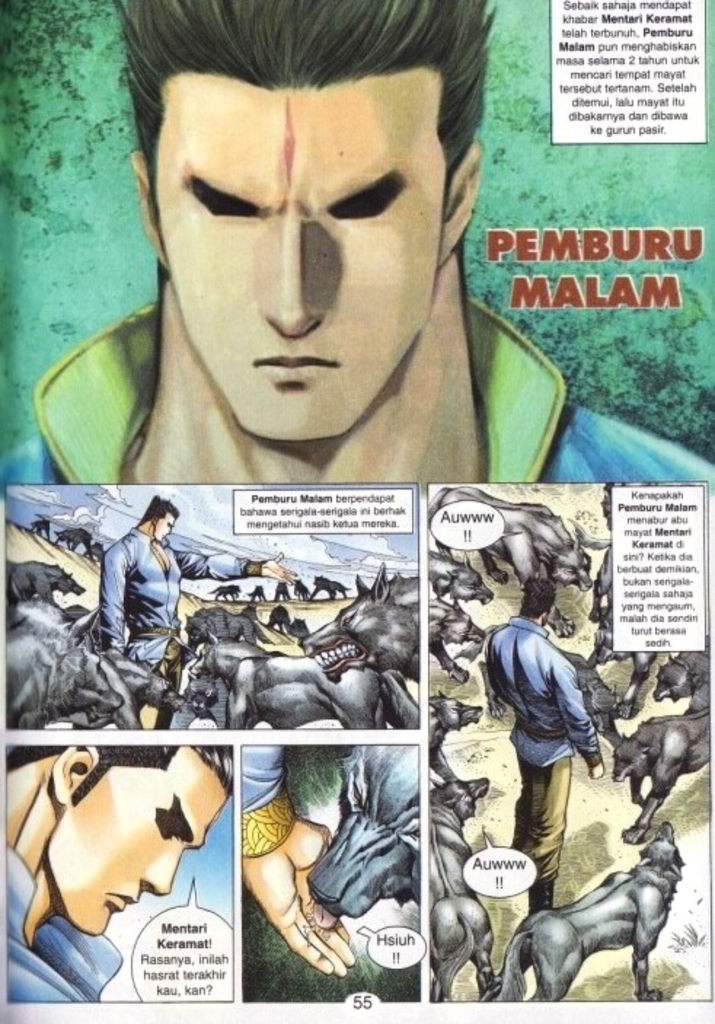 Sebaik sahaja mendapat
khabar Mentari Keramat
telah terbunuh, Pemburu
Malam pun menghabiskan
masa selama 2 tahun untuk
mencari tempat mayat
tersebut tertanam. Setelah
ditemui, lalu mayat itu
dibakarnya dan dibawa
ke gurun pasir.
PEMBURU
MALAM
Pemburu Malam berpendapat
bahawa serigala-serigala ini berhak
mengetahui nasib ketua mereka.
Auwww
!!
Kenapakah
Pemburu Malam
menabur abu
mayat Mentari
Keramat di
sini? Ketika dia
berbuat demikian,
bukan serigala-
serigala sahaja
yang mengaum,
malah dia sendiri
turut berasa
sedih.
Mentari
Keramat!
Rasanya, inilah
hasrat terakhir
kau, kan?
Hsiuh
!!
Auwww
!!
55